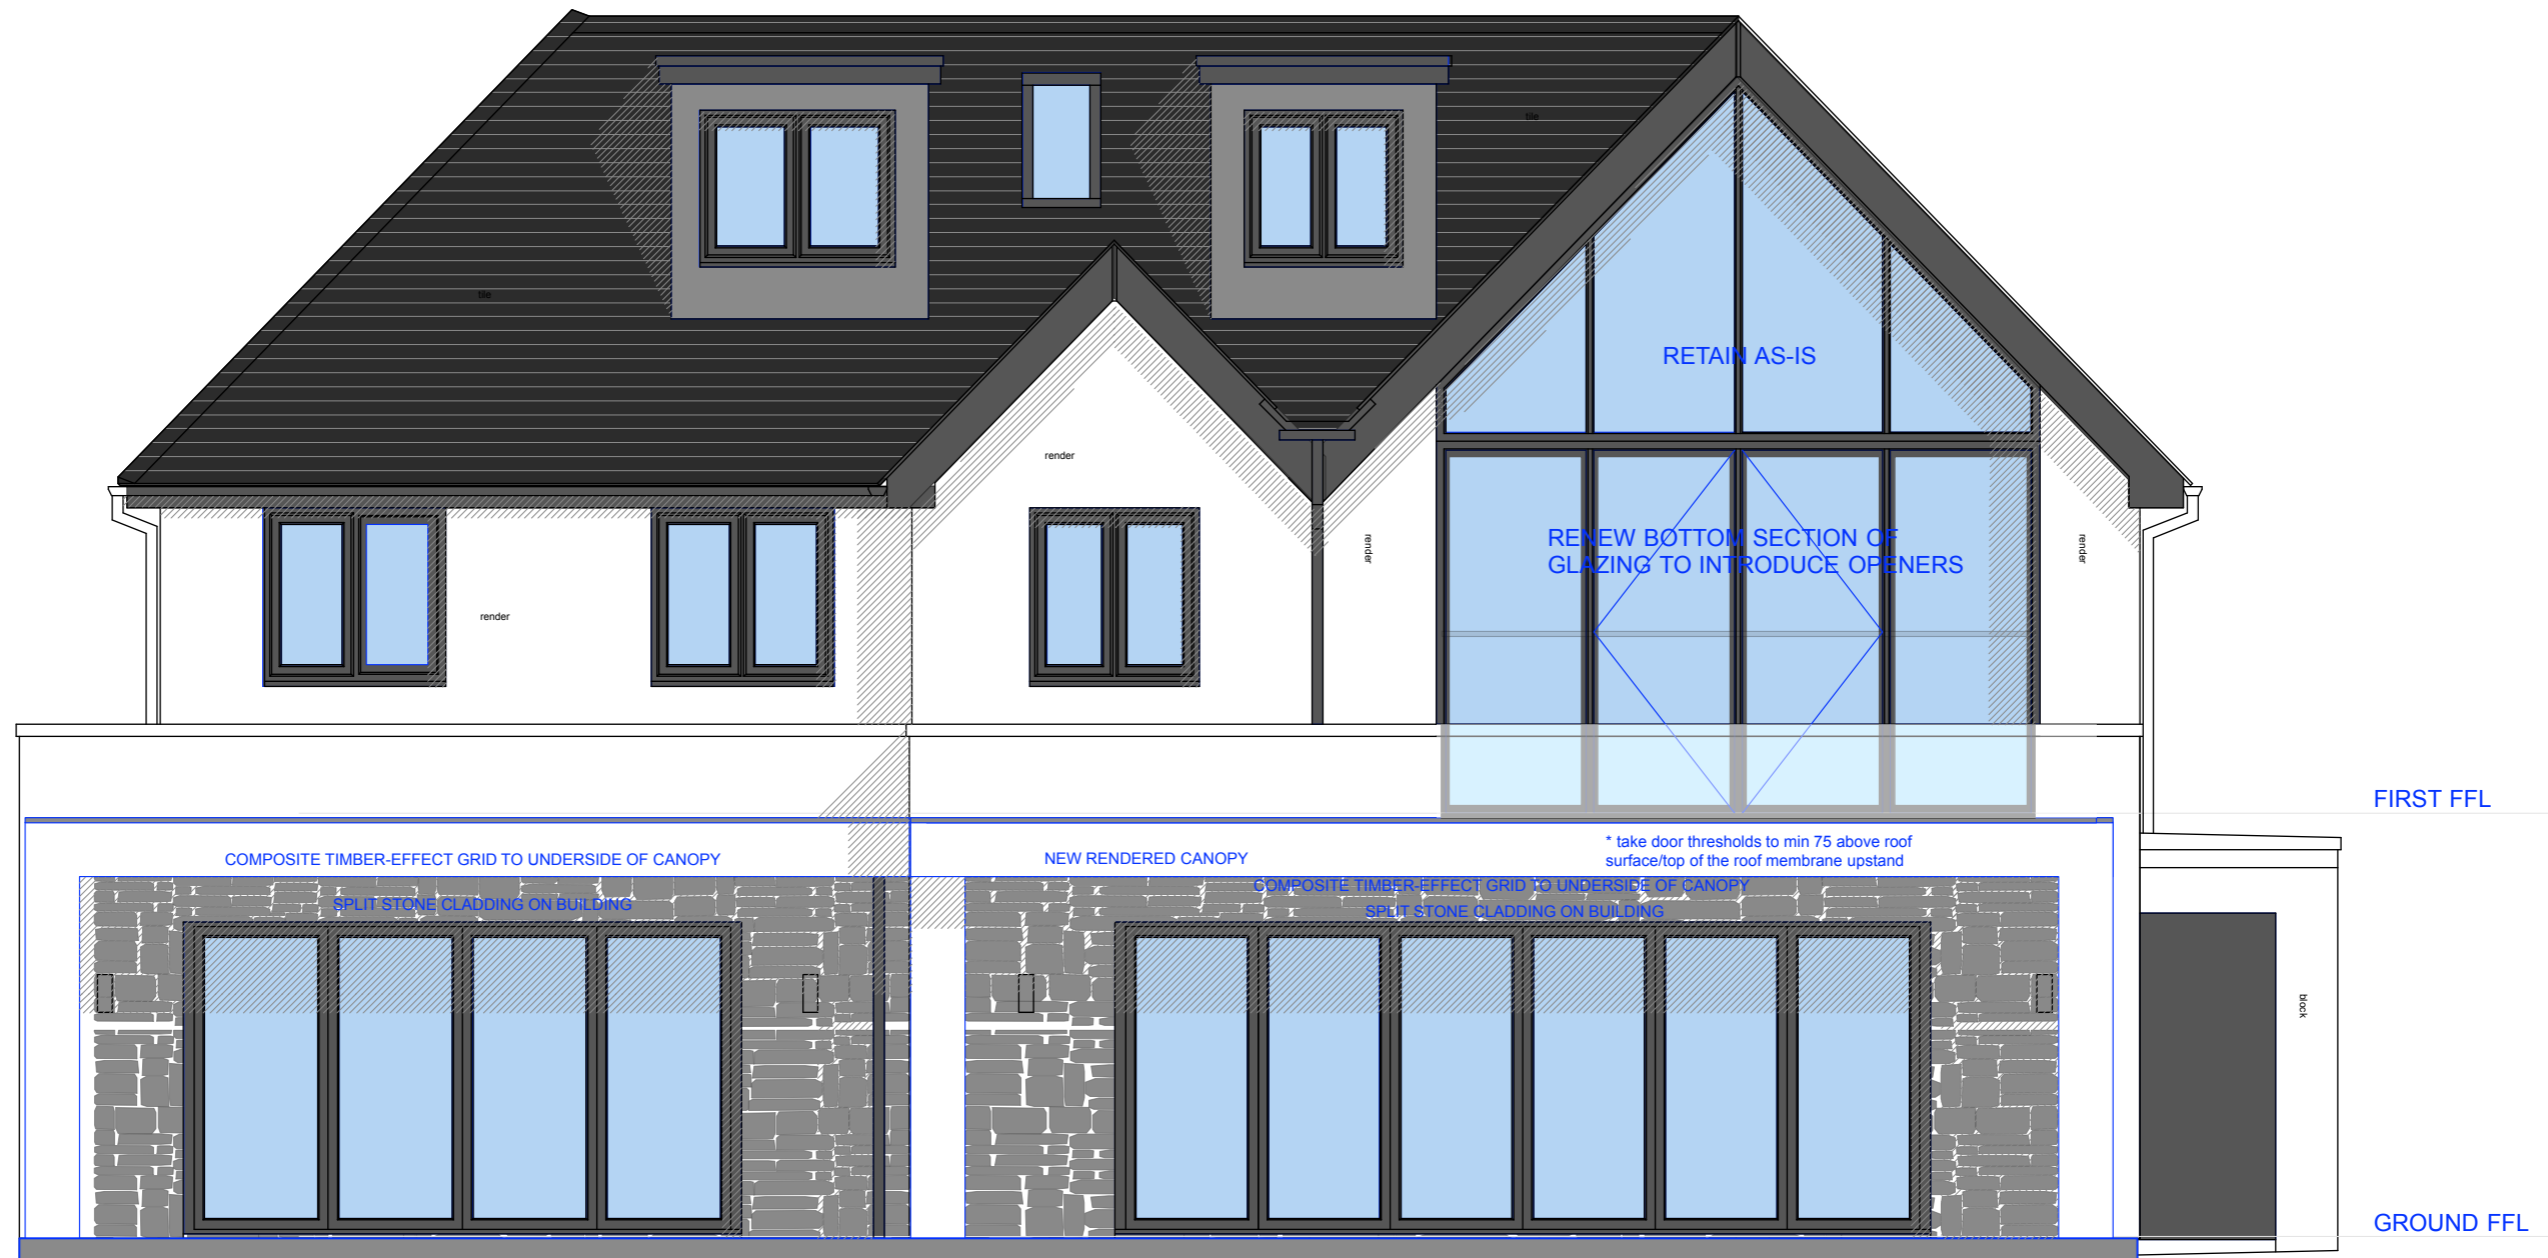 tile
tile
RETAIN AS-IS
render
RENEW BOTTOM SECTION OF
GLAZING TO INTRODUCE OPENERS
render
render
render
FIRST FFL
* take door thresholds to min 75 above roof
surface/top of the roof membrane upstand
COMPOSITE TIMBER-EFFECT GRID TO UNDERSIDE OF CANOPY
NEW RENDERED CANOPY
COMPOSITE TIMBER-EFFECT GRID TO UNDERSIDE OF CANOPY
SPLIT STONE CLADDING ON BUILDING
SPLIT STONE CLADDING ON BUILDING
block
GROUND FFL